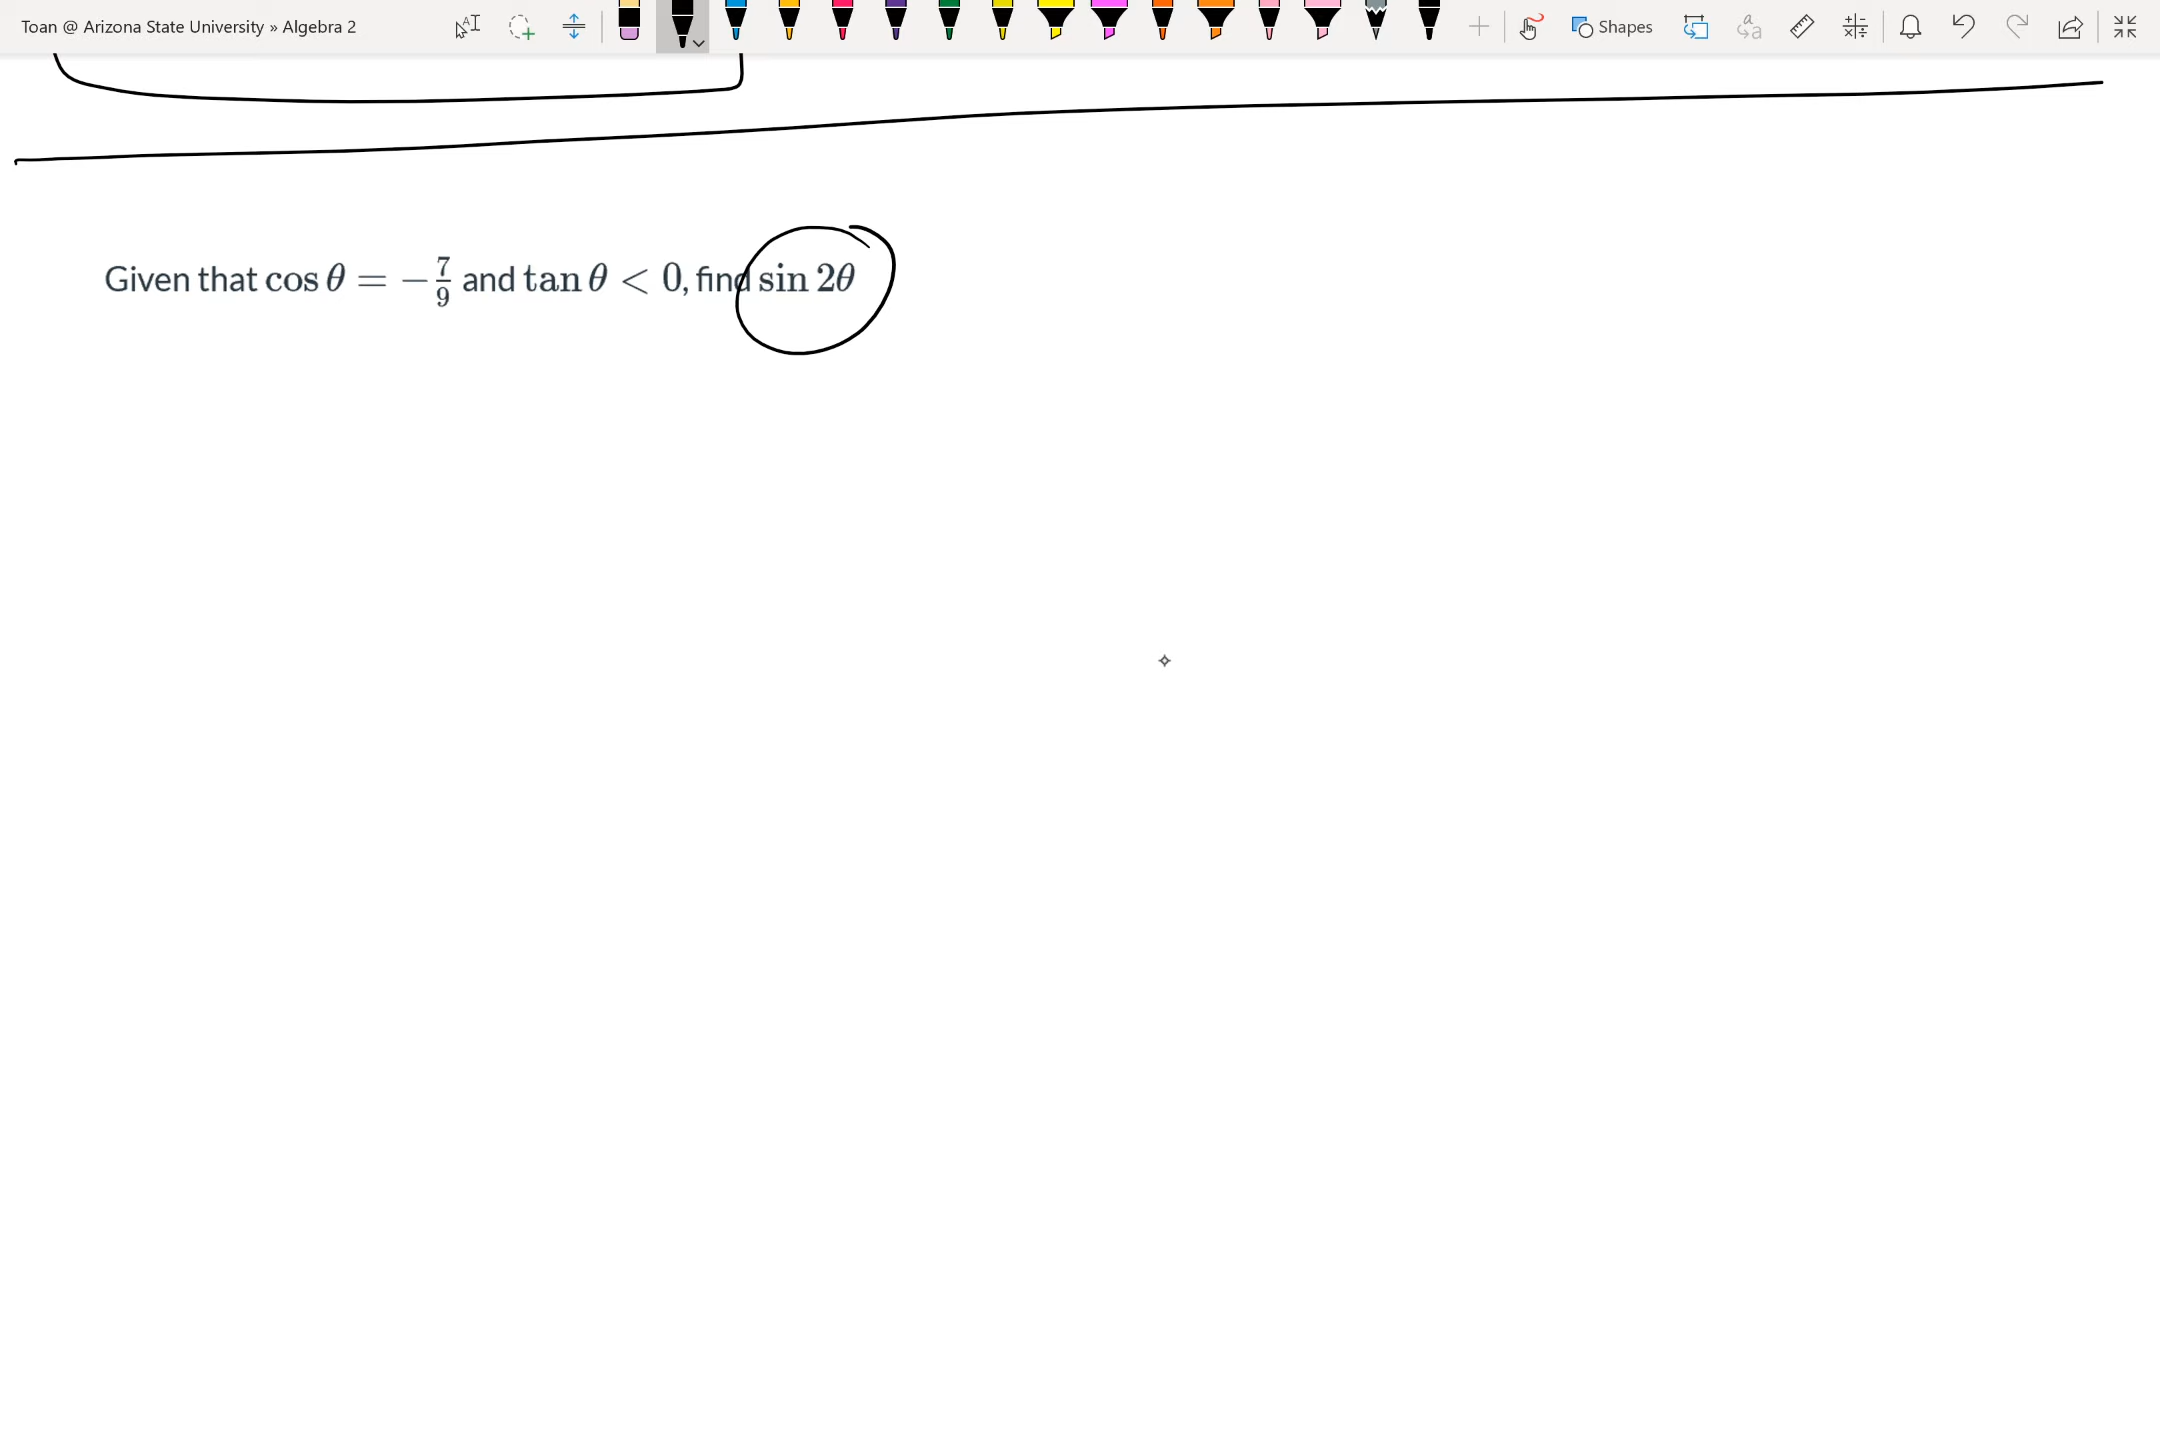 Toan @ Arizona State University » Algebra 2
Shapes
Given that cos θ = −7/9 and tan θ < 0, find sin 2θ